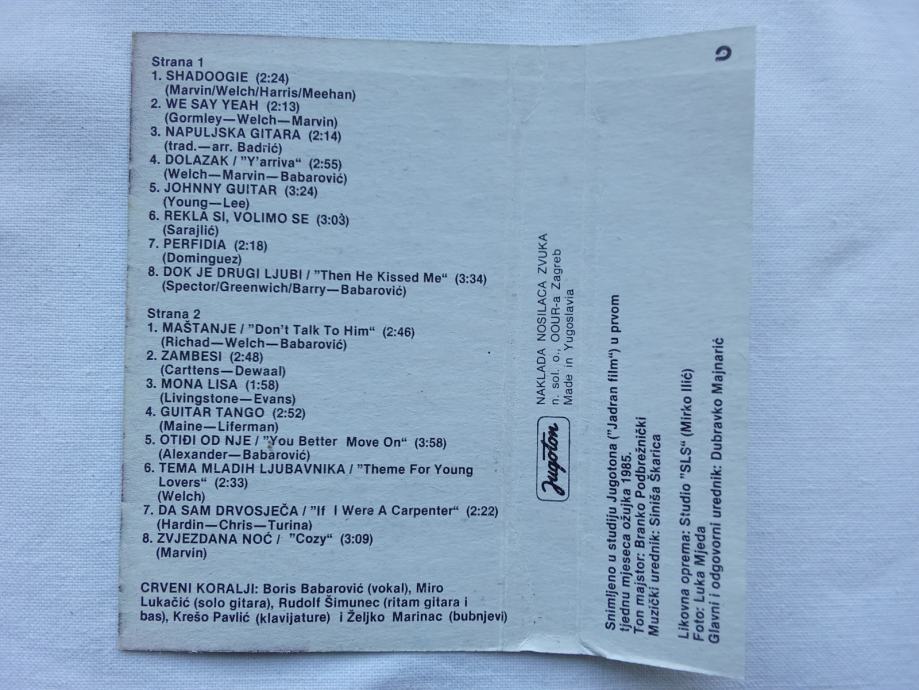 Strana 1
1. SHADOOGIE (2:24)
(Marvin/Welch/Harris/Meehan)
2. WE SAY YEAH (2:13)
(Gormley—Welch—Marvin)
3. NAPULJSKA GITARA (2:14)
(trad.—arr. Badrić)
4. DOLAZAK / ”Y'arriva“ (2:55)
(Welch—Marvin—Babarović)
5. JOHNNY GUITAR (3:24)
(Young—Lee)
6. REKLA SI, VOLIMO SE (3:03)
(Sarajlić)
7. PERFIDIA (2:18)
(Dominguez)
8. DOK JE DRUGI LJUBI / ”Then He Kissed Me“ (3:34)
(Spector/Greenwich/Barry—Babarović)
Strana 2
1. MAŠTANJE / ”Don't Talk To Him“ (2:46)
(Richad—Welch—Babarović)
2. ZAMBESI (2:48)
(Carttens—Dewaal)
3. MONA LISA (1:58)
(Livingstone—Evans)
4. GUITAR TANGO (2:52)
(Maine—Liferman)
5. OTIĐI OD NJE / ”You Better Move On“ (3:58)
(Alexander—Babarović)
6. TEMA MLADIH LJUBAVNIKA / ”Theme For Young
Lovers“ (2:33)
(Welch)
7. DA SAM DRVOSJEČA / ”If I Were A Carpenter“ (2:22)
(Hardin—Chris—Turina)
8. ZVJEZDANA NOĆ / ”Cozy“ (3:09)
(Marvin)
CRVENI KORALJI: Boris Babarović (vokal), Miro
Lukačić (solo gitara), Rudolf Šimunec (ritam gitara i
bas), Krešo Pavlić (klavijature) i Željko Marinac (bubnjevi)
Jugoton
NAKLADA NOSILACA ZVUKA
n. sol. o., OOUR-a Zagreb
Made in Yugoslavia
Snimljeno u studiju Jugotona (”Jadran film“) u prvom
tjednu mjeseca ožujka 1985.
Ton majstor: Branko Podbrežnički
Muzički urednik: Siniša Škarica
Likovna oprema: Studio ”SLS“ (Mirko Ilić)
Foto: Luka Mjeda
Glavni i odgovorni urednik: Dubravko Majnarić